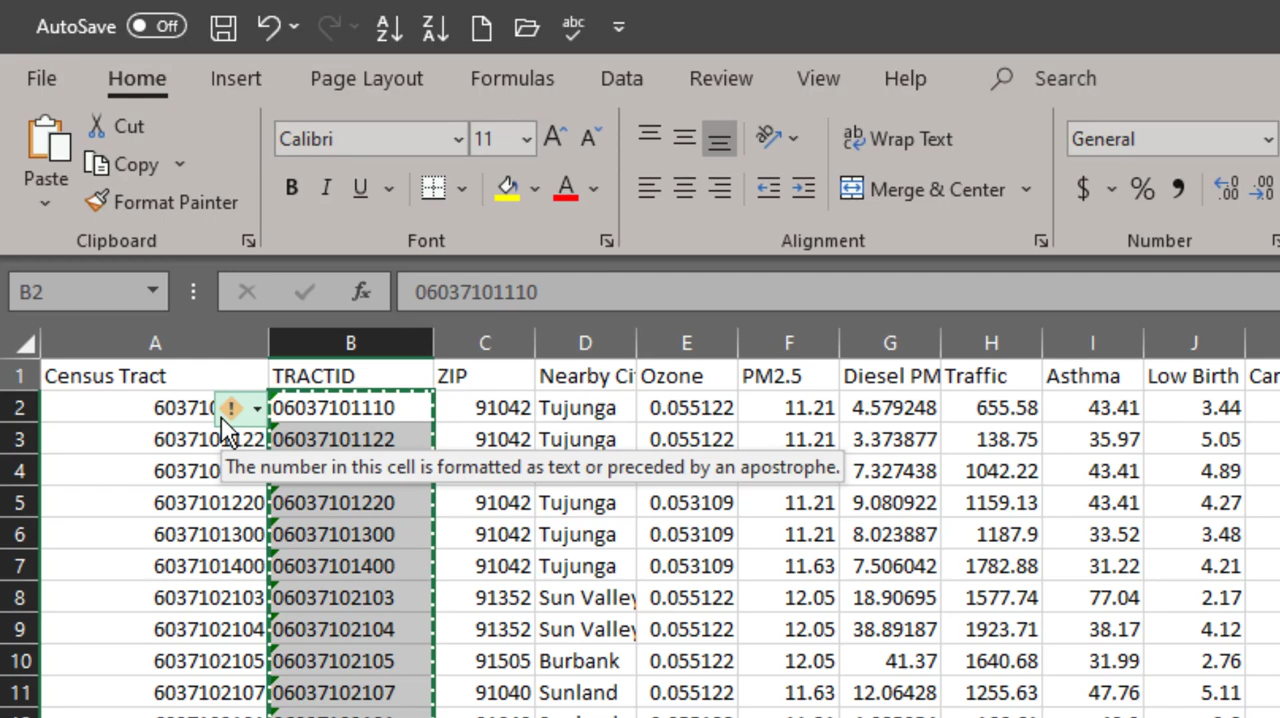 AutoSave Off A Z Z A abc
File Home Insert Page Layout Formulas Data Review View Help Search
Paste Cut Copy Format Painter Clipboard
Calibri 11 A A B I U A Font
ab c Wrap Text Merge & Center Alignment
General $ % .00 .00 Number
B2 fx 06037101110
A B C D E F G H I J
1 Census Tract TRACTID ZIP Nearby Ci Ozone PM2.5 Diesel PM Traffic Asthma Low Birth Car
2 60371 ! 06037101110 91042 Tujunga 0.055122 11.21 4.579248 655.58 43.41 3.44
3 06037101122 91042 Tujunga 0.055122 11.21 3.373877 138.75 35.97 5.05
The number in this cell is formatted as text or preceded by an apostrophe.
4 60371 7.327438 1042.22 43.41 4.89
5 6037101220 06037101220 91042 Tujunga 0.053109 11.21 9.080922 1159.13 43.41 4.27
6 6037101300 06037101300 91042 Tujunga 0.053109 11.21 8.023887 1187.9 33.52 3.48
7 6037101400 06037101400 91042 Tujunga 0.053109 11.63 7.506042 1782.88 31.22 4.21
8 6037102103 06037102103 91352 Sun Valley 0.055122 12.05 18.90695 1577.74 77.04 2.17
9 6037102104 06037102104 91352 Sun Valley 0.055122 12.05 38.89187 1923.71 38.17 4.12
10 6037102105 06037102105 91505 Burbank 0.055122 12.05 41.37 1640.68 31.99 2.76
11 6037102107 06037102107 91040 Sunland 0.055122 11.63 12.06428 1255.63 47.76 5.11